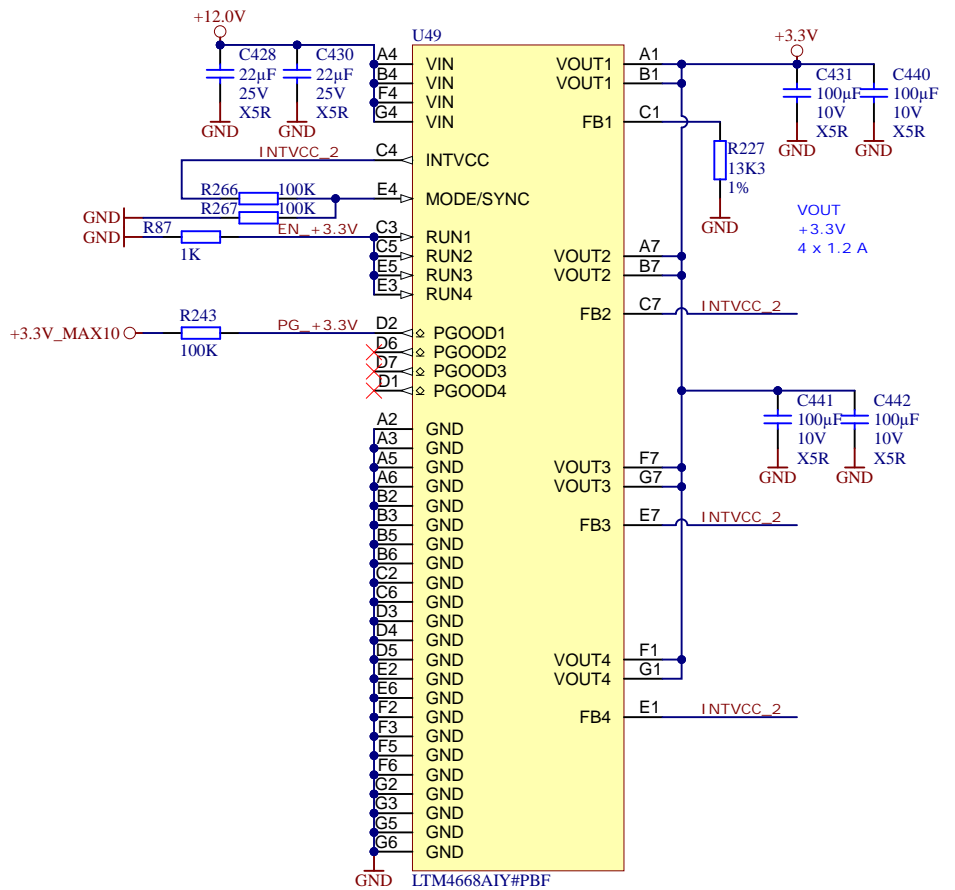 +12.0V
C428
22µF
25V
X5R
GND
C430
22µF
25V
X5R
GND
INTVCC_2
R266
100K
R267
100K
GND
GND
R87
1K
EN_+3.3V
+3.3V_MAX10
R243
100K
PG_+3.3V
U49
A4 VIN
B4 VIN
F4 VIN
G4 VIN
C4 INTVCC
E4 MODE/SYNC
C3 RUN1
C5 RUN2
E5 RUN3
E3 RUN4
D2 PGOOD1
D6 PGOOD2
D7 PGOOD3
D1 PGOOD4
A2 GND
A3 GND
A5 GND
A6 GND
B2 GND
B3 GND
B5 GND
B6 GND
C2 GND
C6 GND
D3 GND
D4 GND
D5 GND
E2 GND
E6 GND
F2 GND
F3 GND
F5 GND
F6 GND
G2 GND
G3 GND
G5 GND
G6 GND
GND
LTM4668AIY#PBF
VOUT1 A1
VOUT1 B1
FB1 C1
VOUT2 A7
VOUT2 B7
FB2 C7
INTVCC_2
VOUT3 F7
VOUT3 G7
FB3 E7
INTVCC_2
VOUT4 F1
VOUT4 G1
FB4 E1
INTVCC_2
+3.3V
C431
100µF
10V
X5R
GND
C440
100µF
10V
X5R
GND
R227
13K3
1%
GND
VOUT
+3.3V
4 x 1.2 A
C441
100µF
10V
X5R
GND
C442
100µF
10V
X5R
GND